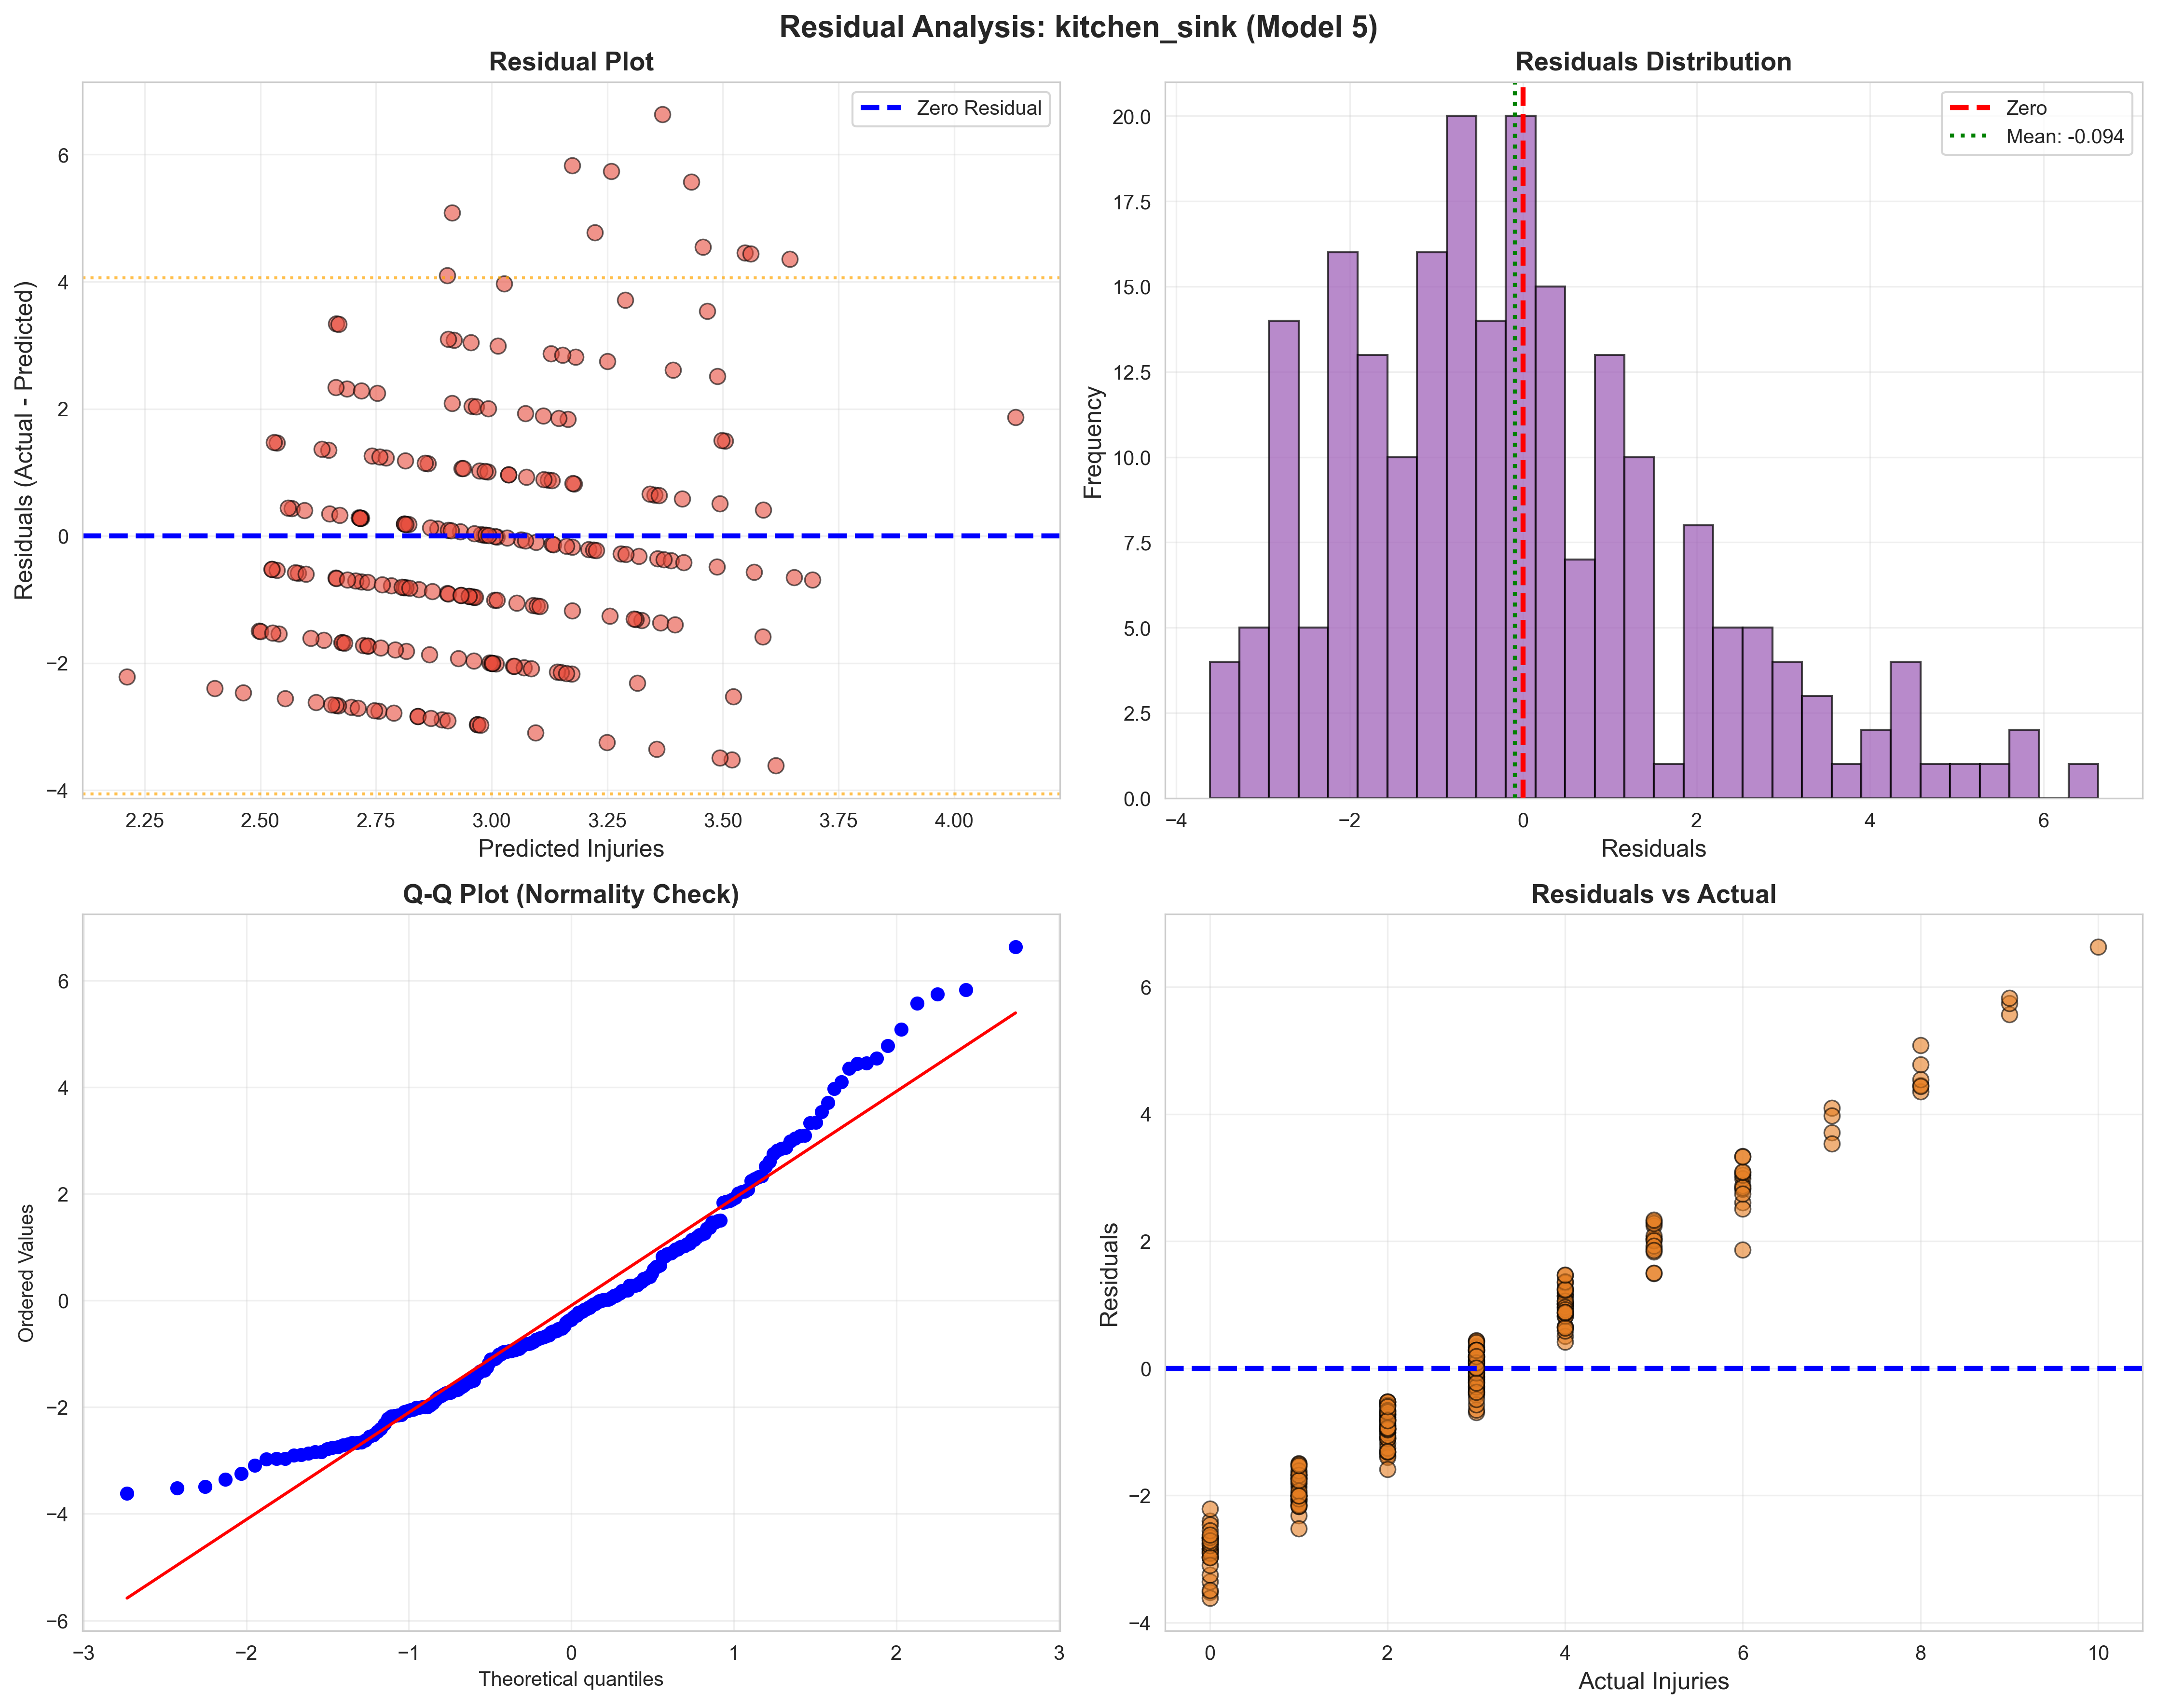 Residual Analysis: kitchen_sink (Model 5)
Residual Plot
Zero Residual
Residuals (Actual - Predicted)
6
4
2
0
−2
−4
2.25 2.50 2.75 3.00 3.25 3.50 3.75 4.00
Predicted Injuries
Residuals Distribution
Zero
Mean: -0.094
Frequency
20.0
17.5
15.0
12.5
10.0
7.5
5.0
2.5
0.0
−4 −2 0 2 4 6
Residuals
Q-Q Plot (Normality Check)
Ordered Values
6
4
2
0
−2
−4
−6
−3 −2 −1 0 1 2 3
Theoretical quantiles
Residuals vs Actual
Residuals
6
4
2
0
−2
−4
0 2 4 6 8 10
Actual Injuries